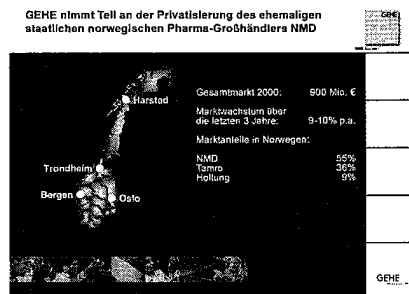 GEHE nimmt Teil an der Privatisierung des ehemaligen
staatlichen norwegischen Pharma-Großhändlers NMD
GEHE
Harstad
Gesamtmarkt 2000: 900 Mio. €
Marktwachstum über
die letzten 3 Jahre: 9-10% p.a.
Marktanteile in Norwegen:
Trondheim
NMD 55%
Tamro 36%
Holtung 9%
Bergen
Oslo
GEHE